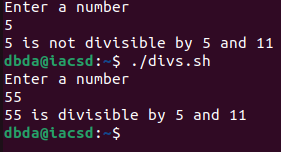 Enter a number
5
5 is not divisible by 5 and 11
dbda@iacsd:~$ ./divs.sh
Enter a number
55
55 is divisible by 5 and 11
dbda@iacsd:~$